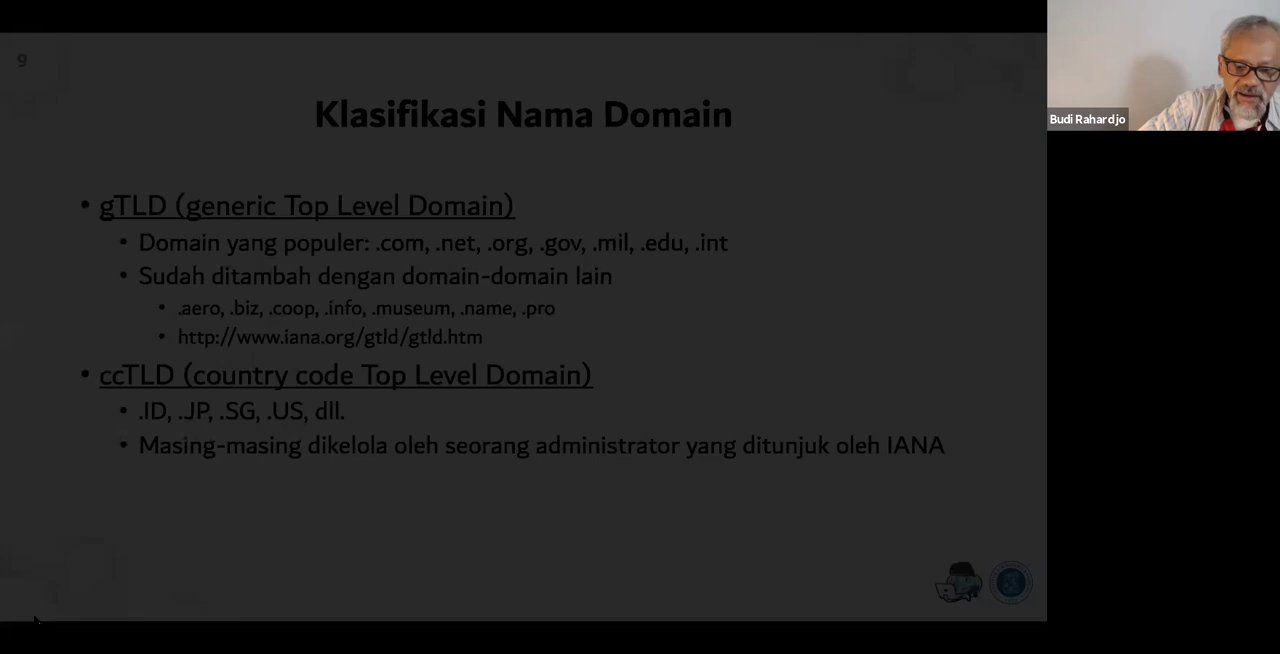 9
Klasifikasi Nama Domain
• gTLD (generic Top Level Domain)
• Domain yang populer: .com, .net, .org, .gov, .mil, .edu, .int
• Sudah ditambah dengan domain-domain lain
• .aero, .biz, .coop, .info, .museum, .name, .pro
• http://www.iana.org/gtld/gtld.htm
• ccTLD (country code Top Level Domain)
• .ID, .JP, .SG, .US, dll.
• Masing-masing dikelola oleh seorang administrator yang ditunjuk oleh IANA
Budi Rahardjo